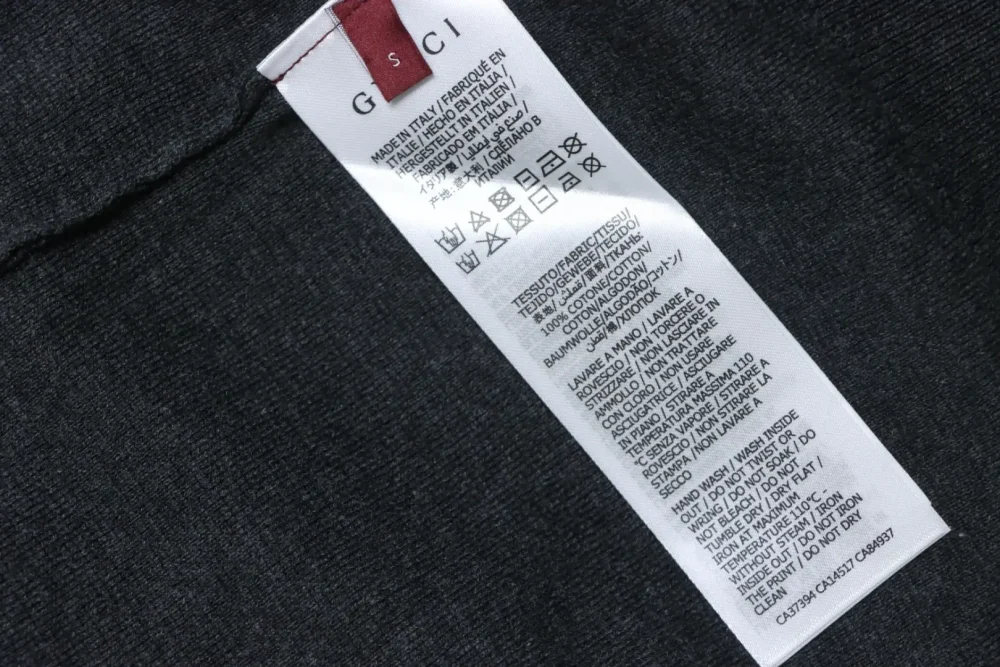 S
G CI
MADE IN ITALY / FABRIQUÉ EN
ITALIE / HECHO EN ITALIA /
HERGESTELLT IN ITALIEN /
FABRICADO EM ITÁLIA /
イタリア製 / صنع في إيطاليا /
产地: 意大利 / СДЕЛАНО В
ИТАЛИИ
TESSUTO/FABRIC/TISSU/
TEJIDO/GEWEBE/TECIDO/
表地/ قماش /面料/ТКАНЬ:
100% COTONE/COTTON/
COTON/ALGODON/
BAUMWOLLE/ALGODÃO/コットン/
قطن/棉/ХЛОПОК
LAVARE A MANO / LAVARE A
ROVESCIO / NON TORCERE O
STRIZZARE / NON LASCIARE IN
AMMOLLO / NON TRATTARE
CON CLORO / NON USARE
ASCIUGATRICE / ASCIUGARE
IN PIANO / STIRARE A
TEMPERATURA MASSIMA 110
°C SENZA VAPORE / STIRARE A
ROVESCIO / NON STIRARE LA
STAMPA / NON LAVARE A
SECCO
HAND WASH / WASH INSIDE
OUT / DO NOT TWIST OR
WRING / DO NOT SOAK / DO
NOT BLEACH / DO NOT
TUMBLE DRY / DRY FLAT /
IRON AT MAXIMUM
TEMPERATURE 110°C -
WITHOUT STEAM / IRON
INSIDE OUT / DO NOT IRON
THE PRINT / DO NOT DRY
CLEAN
CA37394 CA14517 CA84937